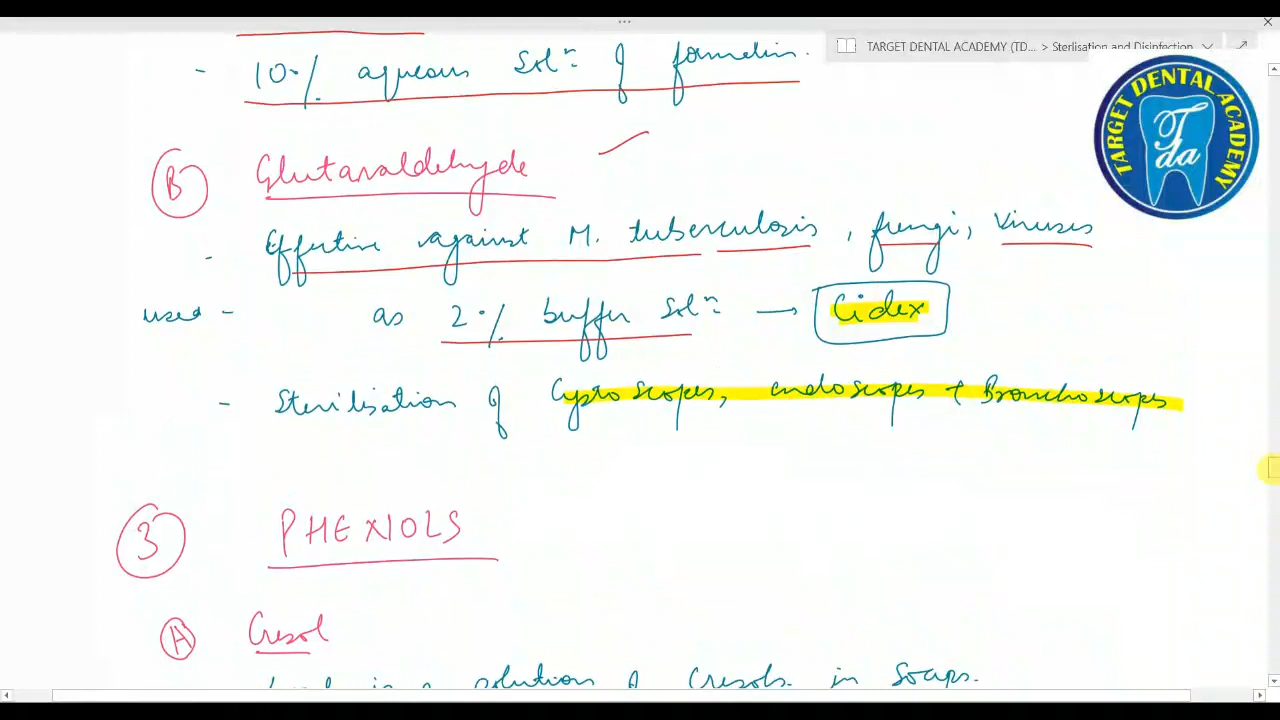 TARGET DENTAL ACADEMY (TD... > Sterlisation and Disinfection
- 10% aqueous Solⁿ of formelin.
TARGET DENTAL ACADEMY
Tda
B Glutaraldehyde
- Effective against M. tuberculosis, fungi, Viruses
used - as 2% buffer Solⁿ → Cidex
- Sterilisation of Cystoscopes, endoscopes + Bronchoscopes
3 PHENOLS
A Cresol
is a solution of Cresols in Soaps.